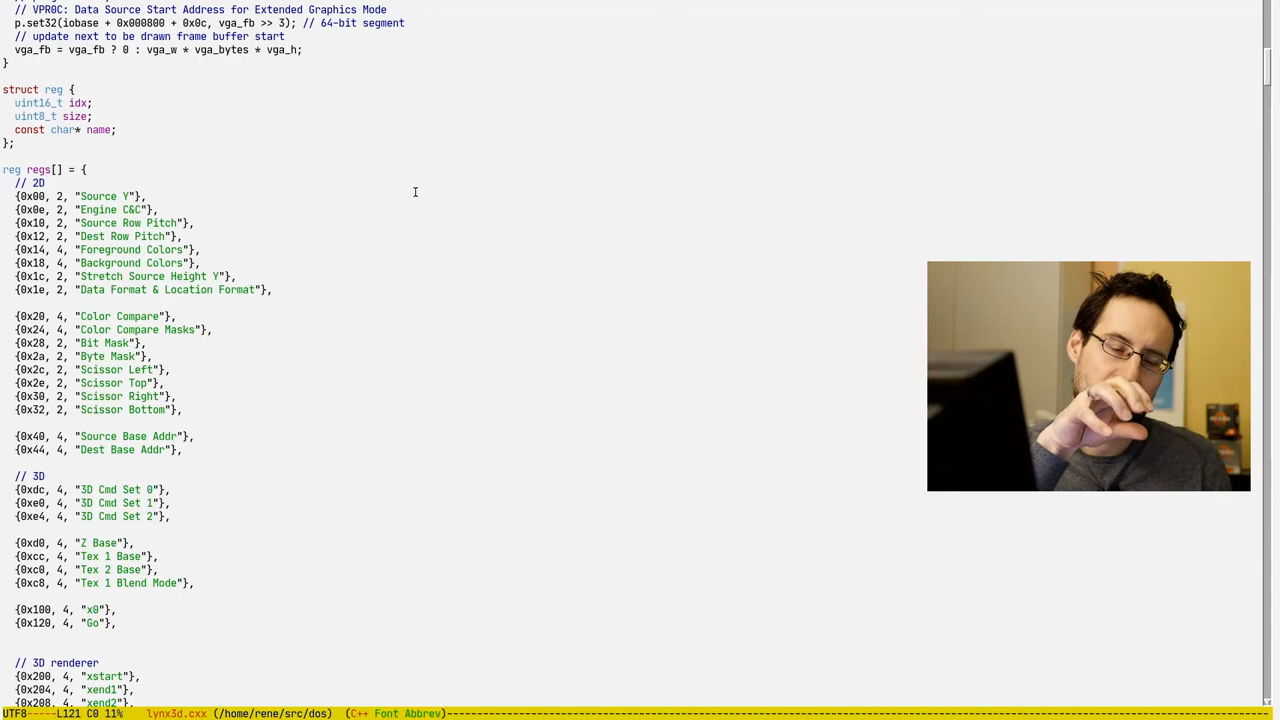 // VPR0C: Data Source Start Address for Extended Graphics Mode
p.set32(iobase + 0x000800 + 0x0c, vga_fb >> 3); // 64-bit segment
// update next to be drawn frame buffer start
vga_fb = vga_fb ? 0 : vga_w * vga_bytes * vga_h;
}
struct reg {
uint16_t idx;
uint8_t size;
const char* name;
};
reg regs[] = {
// 2D
{0x00, 2, "Source Y"},
{0x0e, 2, "Engine C&C"},
{0x10, 2, "Source Row Pitch"},
{0x12, 2, "Dest Row Pitch"},
{0x14, 4, "Foreground Colors"},
{0x18, 4, "Background Colors"},
{0x1c, 2, "Stretch Source Height Y"},
{0x1e, 2, "Data Format & Location Format"},
{0x20, 4, "Color Compare"},
{0x24, 4, "Color Compare Masks"},
{0x28, 2, "Bit Mask"},
{0x2a, 2, "Byte Mask"},
{0x2c, 2, "Scissor Left"},
{0x2e, 2, "Scissor Top"},
{0x30, 2, "Scissor Right"},
{0x32, 2, "Scissor Bottom"},
{0x40, 4, "Source Base Addr"},
{0x44, 4, "Dest Base Addr"},
// 3D
{0xdc, 4, "3D Cmd Set 0"},
{0xe0, 4, "3D Cmd Set 1"},
{0xe4, 4, "3D Cmd Set 2"},
{0xd0, 4, "Z Base"},
{0xcc, 4, "Tex 1 Base"},
{0xc0, 4, "Tex 2 Base"},
{0xc8, 4, "Tex 1 Blend Mode"},
{0x100, 4, "x0"},
{0x120, 4, "Go"},
// 3D renderer
{0x200, 4, "xstart"},
{0x204, 4, "xend1"},
{0x208, 4, "xend2"},
UTF8-----L121 C0 11% lynx3d.cxx (/home/rene/src/dos) (C++ Font Abbrev)